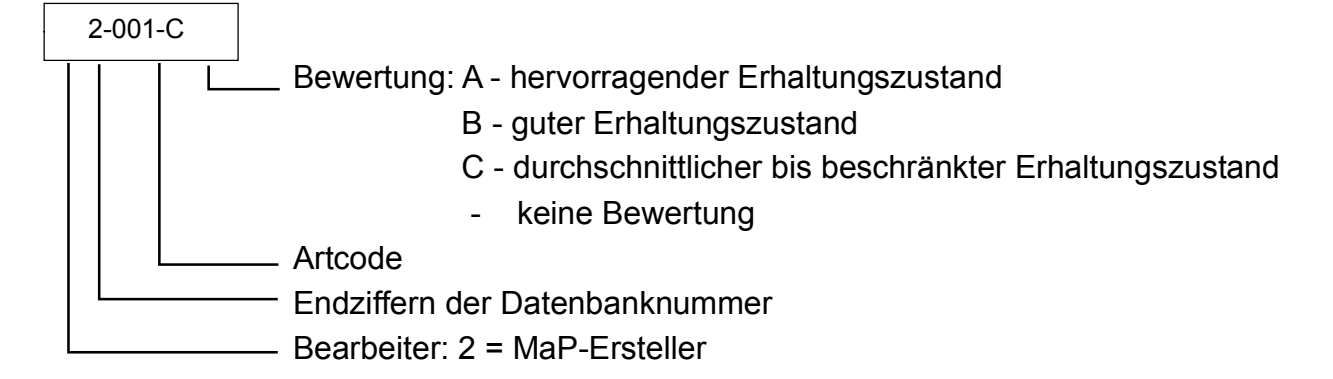 2-001-C
Bewertung: A - hervorragender Erhaltungszustand
B - guter Erhaltungszustand
C - durchschnittlicher bis beschränkter Erhaltungszustand
- keine Bewertung
Artcode
Endziffern der Datenbanknummer
Bearbeiter: 2 = MaP-Ersteller